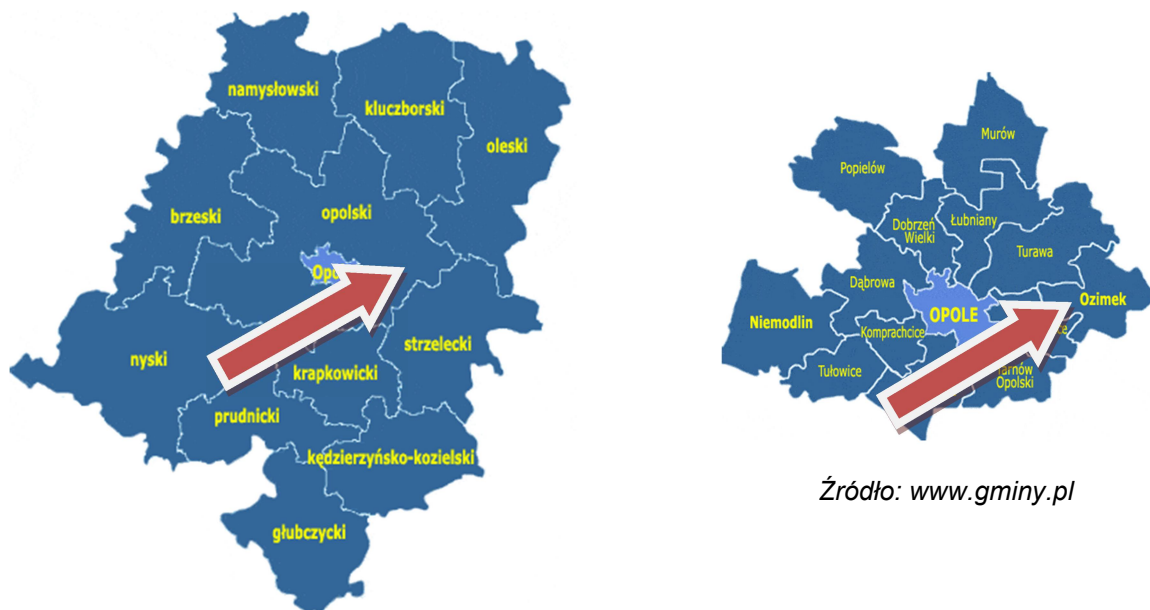 namysłowski
kluczborski
oleski
brzeski
opolski
nyski
strzelecki
krapkowicki
prudnicki
kędzierzyńsko-kozielski
głubczycki
Murów
Popielów
Dobrzeń
Wielki
Łubniany
Turawa
Dąbrowa
Ozimek
Niemodlin
OPOLE
Komprachcice
Tułowice
Opolski
Źródło: www.gminy.pl